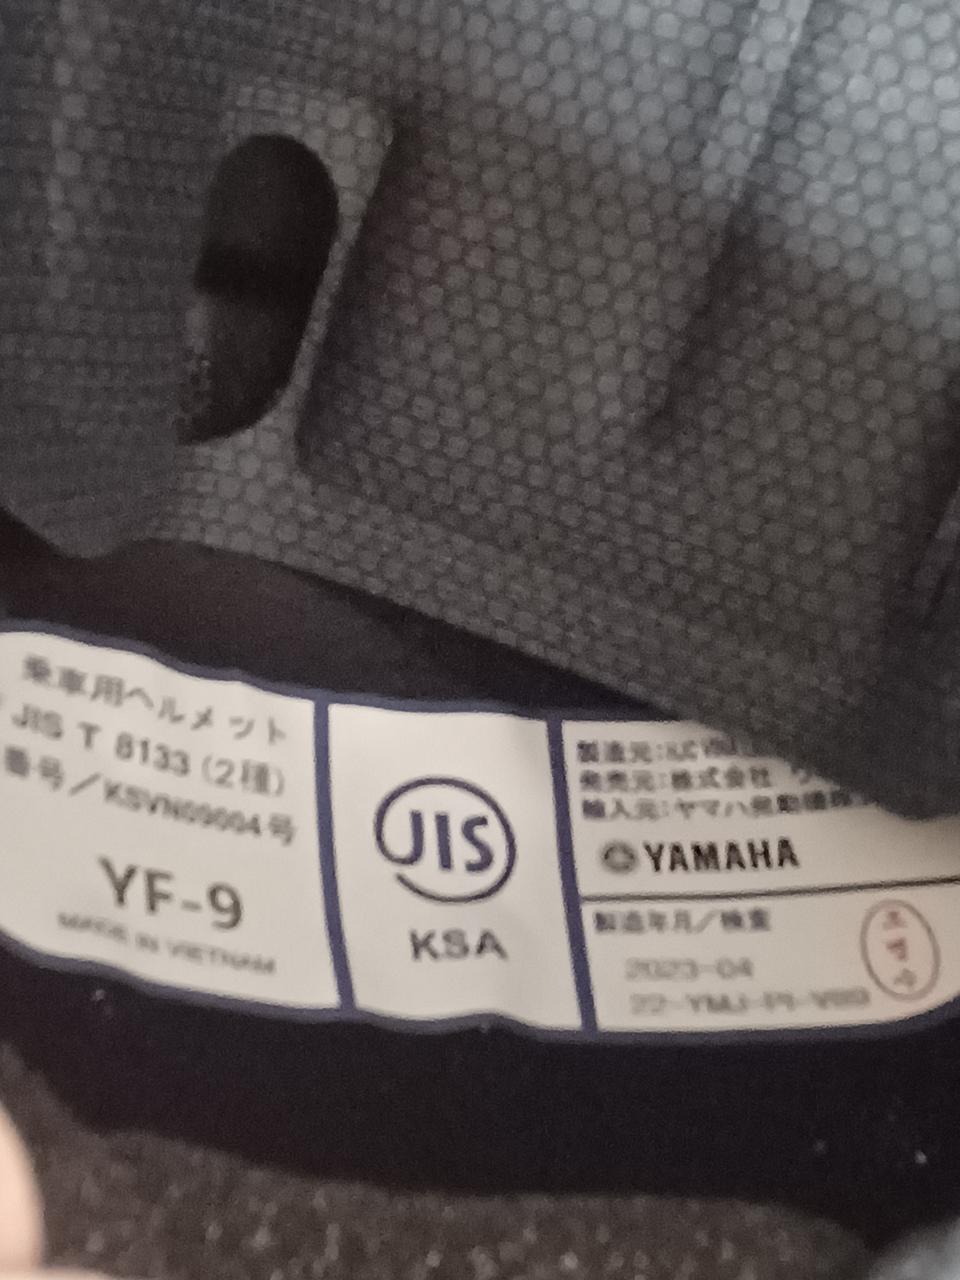 乗車用ヘルメット
JIS T 8133 (2種)
番号/KSVN09004号
YF-9
MADE IN VIETNAM
JIS
KSA
製造元:HJC
発売元:株式会社
輸入元:ヤマハ発動機株式
YAMAHA
製造年月/検査
2023-04